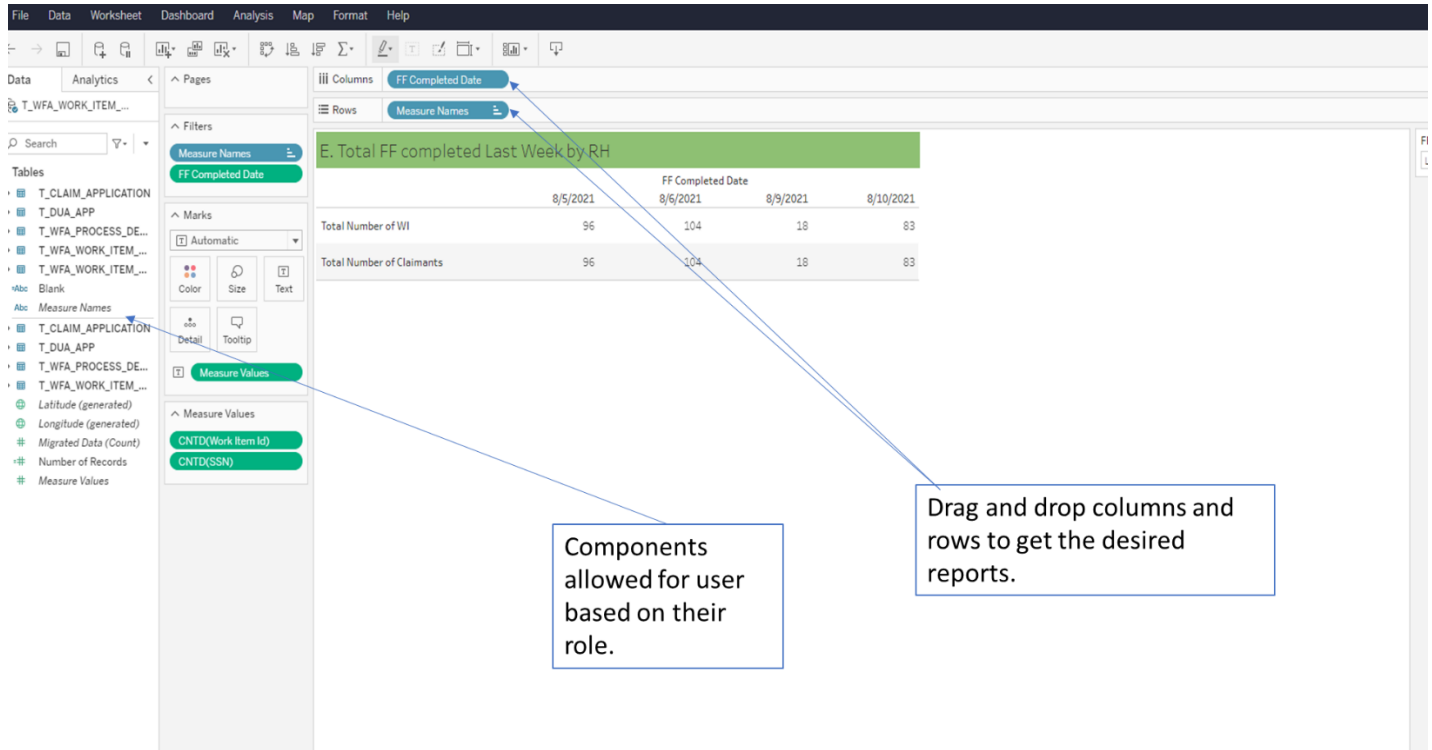 File Data Worksheet Dashboard Analysis Map Format Help
Data Analytics
T_WFA_WORK_ITEM_...
Search
Tables
T_CLAIM_APPLICATION
T_DUA_APP
T_WFA_PROCESS_DE...
T_WFA_WORK_ITEM_...
T_WFA_WORK_ITEM_...
Abc Blank
Abc Measure Names
T_CLAIM_APPLICATION
T_DUA_APP
T_WFA_PROCESS_DE...
T_WFA_WORK_ITEM_...
Latitude (generated)
Longitude (generated)
# Migrated Data (Count)
# Number of Records
# Measure Values
Pages
Filters
Measure Names
FF Completed Date
Marks
T Automatic
Color Size Text
Detail Tooltip
T Measure Values
Measure Values
CNTD(Work Item Id)
CNTD(SSN)
Columns FF Completed Date
Rows Measure Names
E. Total FF completed Last Week by RH
FF Completed Date
8/5/2021 8/6/2021 8/9/2021 8/10/2021
Total Number of WI 96 104 18 83
Total Number of Claimants 96 104 18 83
Components
allowed for user
based on their
role.
Drag and drop columns and
rows to get the desired
reports.